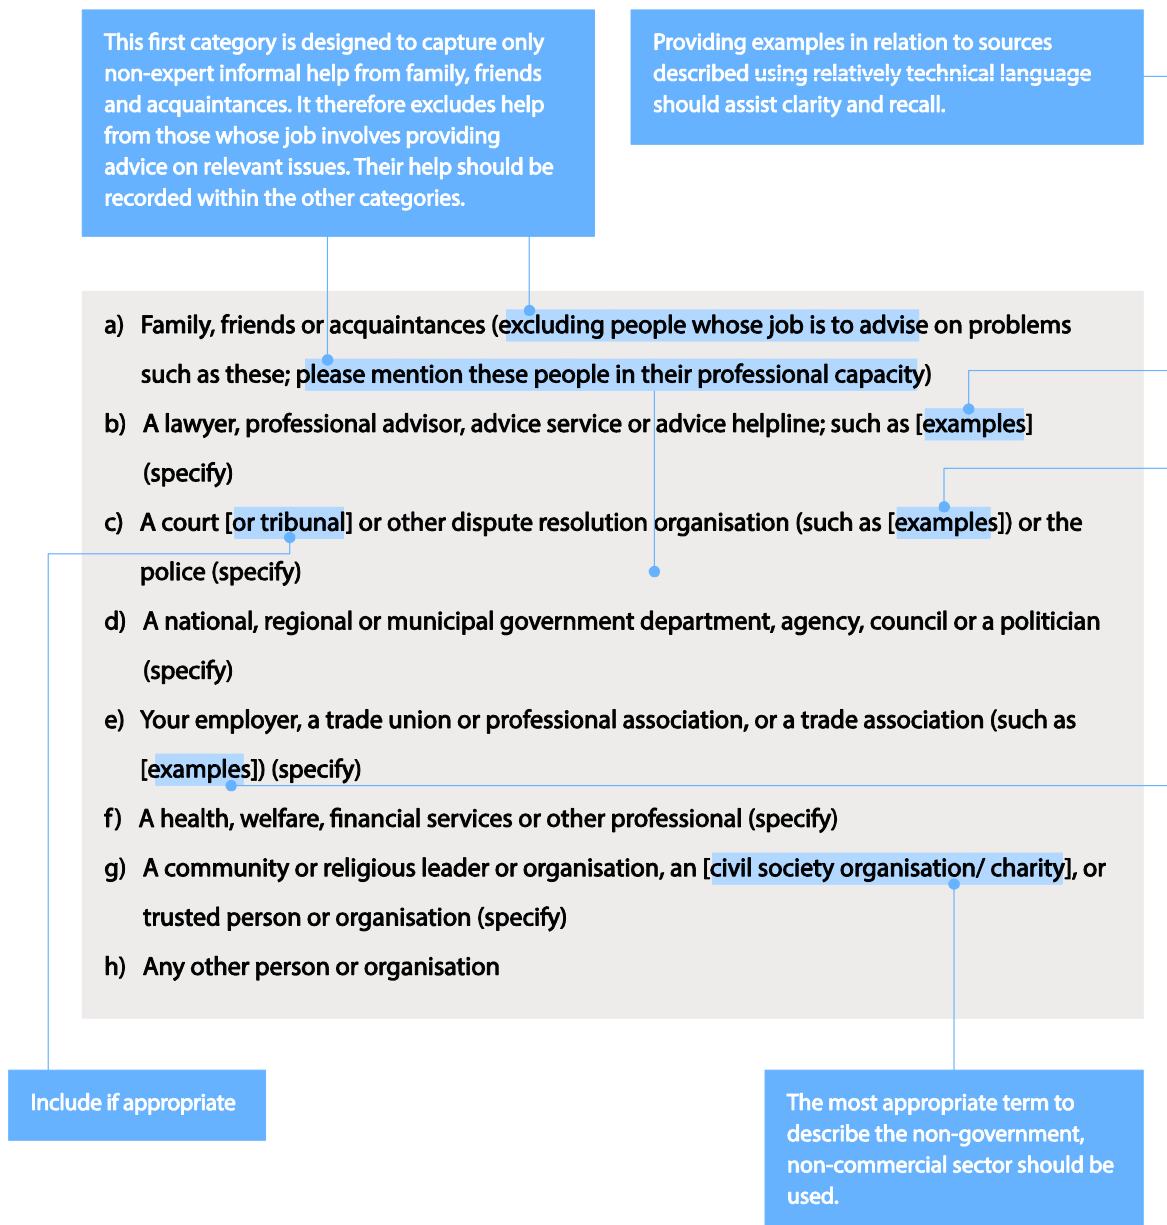 This first category is designed to capture only
non-expert informal help from family, friends
and acquaintances. It therefore excludes help
from those whose job involves providing
advice on relevant issues. Their help should be
recorded within the other categories.
Providing examples in relation to sources
described using relatively technical language
should assist clarity and recall.
a) Family, friends or acquaintances (excluding people whose job is to advise on problems
such as these; please mention these people in their professional capacity)
b) A lawyer, professional advisor, advice service or advice helpline; such as [examples]
(specify)
c) A court [or tribunal] or other dispute resolution organisation (such as [examples]) or the
police (specify)
d) A national, regional or municipal government department, agency, council or a politician
(specify)
e) Your employer, a trade union or professional association, or a trade association (such as
[examples]) (specify)
f) A health, welfare, financial services or other professional (specify)
g) A community or religious leader or organisation, an [civil society organisation/ charity], or
trusted person or organisation (specify)
h) Any other person or organisation
Include if appropriate
The most appropriate term to
describe the non-government,
non-commercial sector should be
used.